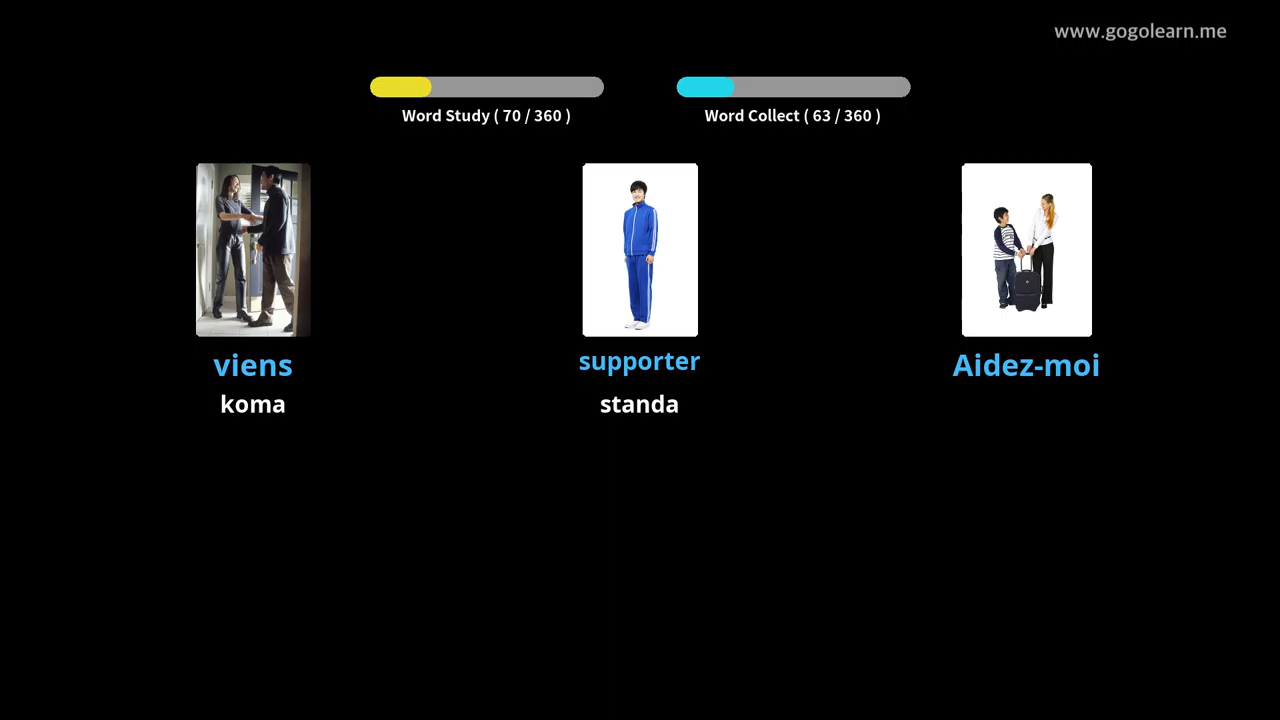 www.gogolearn.me
Word Study ( 70 / 360 )
Word Collect ( 63 / 360 )
viens
supporter
Aidez-moi
koma
standa